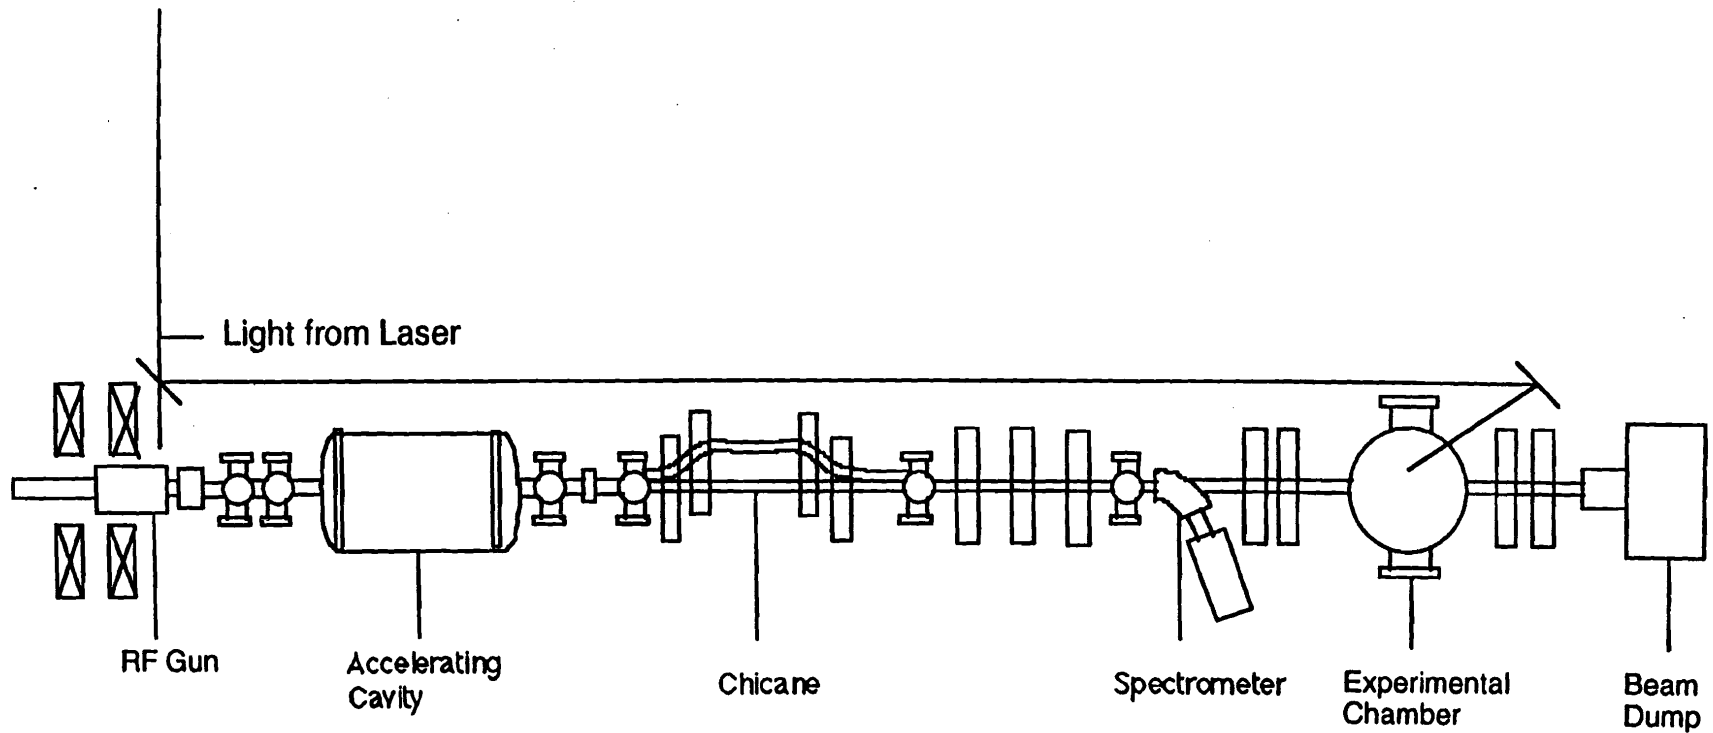 Light from Laser
RF Gun
Accelerating
Cavity
Chicane
Spectrometer
Experimental
Chamber
Beam
Dump